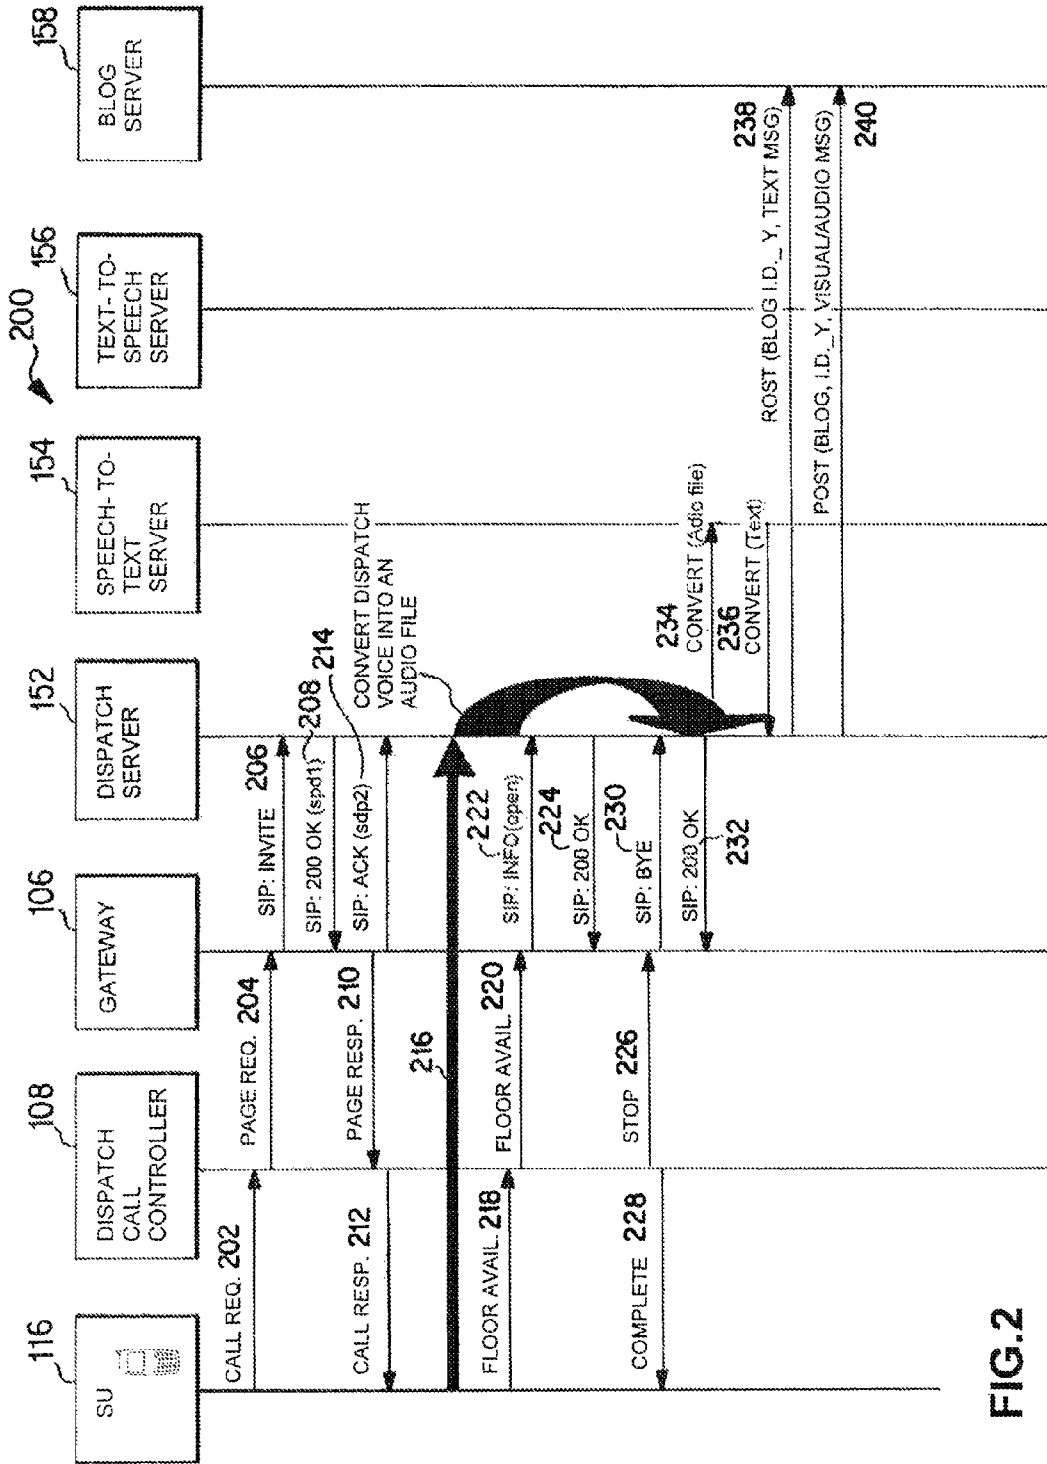 200
116
SU
108
DISPATCH
CALL
CONTROLLER
106
GATEWAY
152
DISPATCH
SERVER
154
SPEECH- TO-
TEXT
SERVER
156
TEXT- TO-
SPEECH
SERVER
158
BLOG
SERVER
CALL REQ. 202
PAGE REQ. 204
SIP: INVITE 206
SIP: 200 OK (spd1) 208
PAGE RESP. 210
CALL RESP. 212
SIP: ACK (sdp2) 214
216
CONVERT DISPATCH
VOICE INTO AN
AUDIO FILE
FLOOR AVAIL. 218
FLOOR AVAIL. 220
222
SIP: INFO(open)
224
SIP: 200 OK
STOP 226
COMPLETE 228
230
SIP: BYE
SIP: 200 OK
232
234
CONVERT (Adio file)
236
CONVERT (Text)
ROST (BLOG I.D._Y, TEXT MSG)
238
POST (BLOG, I.D._Y, VISUAL/AUDIO MSG)
240
FIG.2